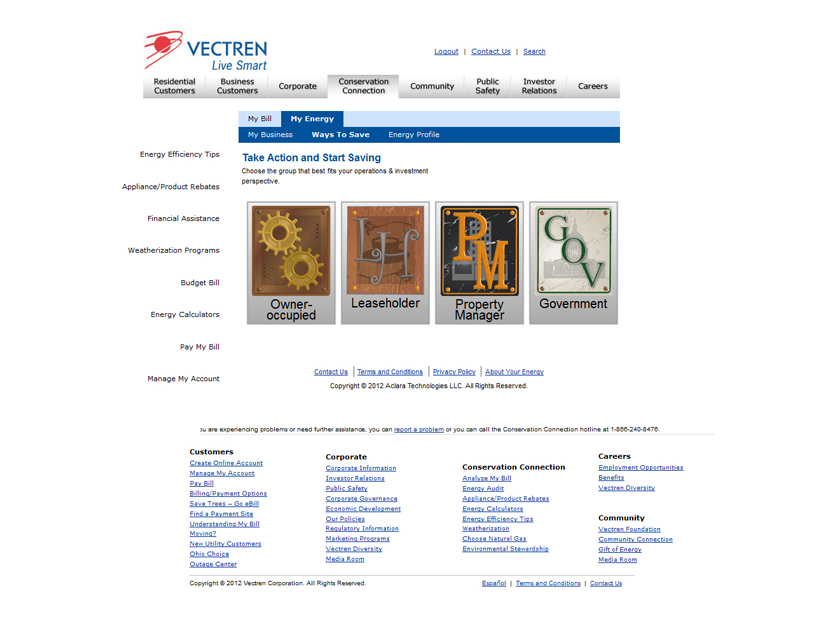 VECTREN
Live Smart
Logout | Contact Us | Search
Residential Customers
Business Customers
Corporate
Conservation Connection
Community
Public Safety
Investor Relations
Careers
My Bill
My Energy
My Business
Ways To Save
Energy Profile
Energy Efficiency Tips
Appliance/Product Rebates
Financial Assistance
Weatherization Programs
Budget Bill
Energy Calculators
Pay My Bill
Manage My Account
Take Action and Start Saving
Choose the group that best fits your operations & investment
perspective.
Owner-
occupied
LH
Leaseholder
PM
Property
Manager
GOV
Government
Contact Us | Terms and Conditions | Privacy Policy | About Your Energy
Copyright © 2012 Aclara Technologies LLC. All Rights Reserved.
are experiencing problems or need further assistance, you can report a problem or you can call the Conservation Connection hotline at 1-866-240-8476.
Customers
Create Online Account
Manage My Account
Pay Bill
Billing/Payment Options
Save Trees – Go eBill
Find a Payment Site
Understanding My Bill
Moving?
New Utility Customers
Ohio Choice
Outage Center
Corporate
Corporate Information
Investor Relations
Public Safety
Corporate Governance
Economic Development
Our Policies
Regulatory Information
Marketing Programs
Vectren Diversity
Media Room
Conservation Connection
Analyze My Bill
Energy Audit
Appliance/Product Rebates
Energy Calculators
Energy Efficiency Tips
Weatherization
Choose Natural Gas
Environmental Stewardship
Careers
Employment Opportunities
Benefits
Vectren Diversity
Community
Vectren Foundation
Community Connection
Gift of Energy
Media Room
Copyright © 2012 Vectren Corporation. All Rights Reserved.
Español | Terms and Conditions | Contact Us